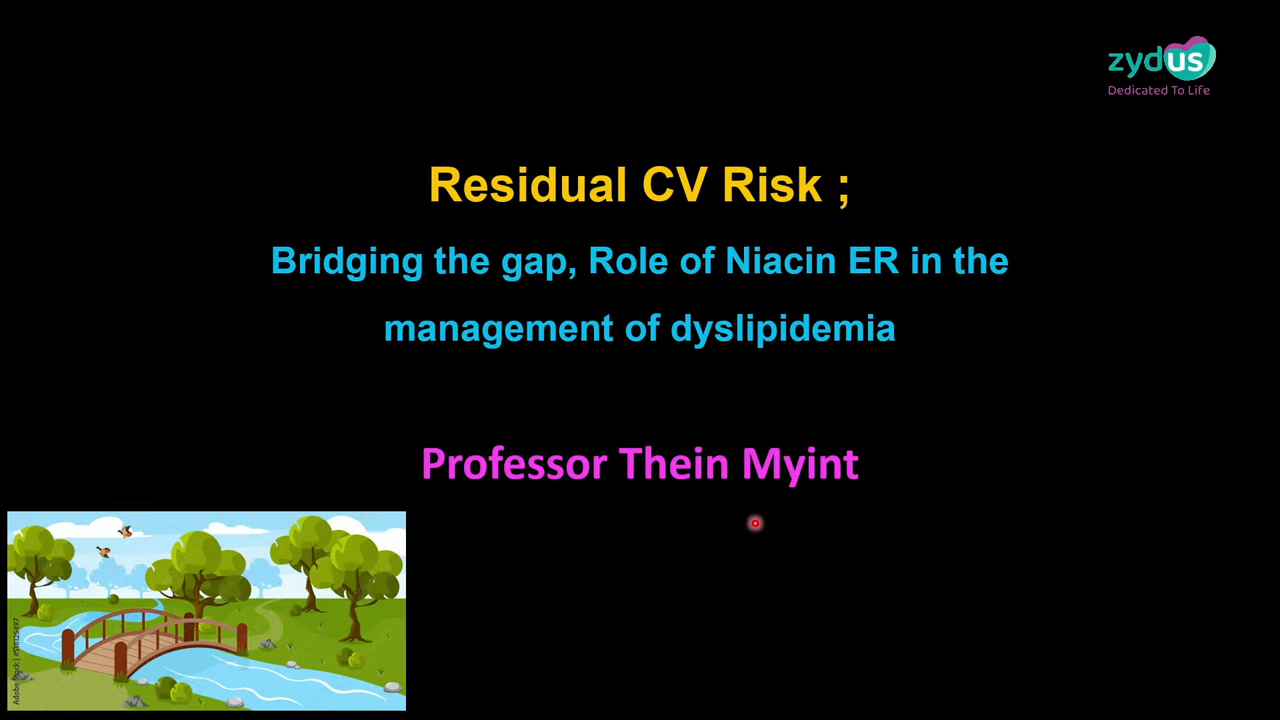 zydus
Dedicated To Life
Residual CV Risk ;
Bridging the gap, Role of Niacin ER in the
management of dyslipidemia
Professor Thein Myint